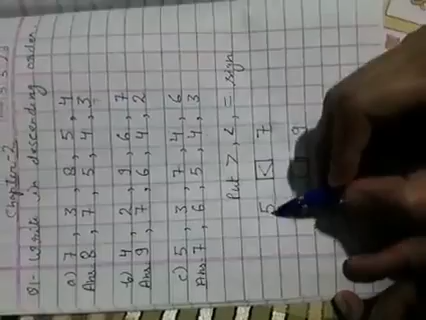 Chapter-2
Q1- Write in descending order.
a) 7, 3, 8, 5, 4
Ans: 8, 7, 5, 4, 3
b) 4, 2, 9, 6, 7
Ans: 9, 7, 6, 4, 2
c) 5, 3, 7, 4, 6
Ans: 7, 6, 5, 4, 3
Put >, <, = sign
5 < 7
9